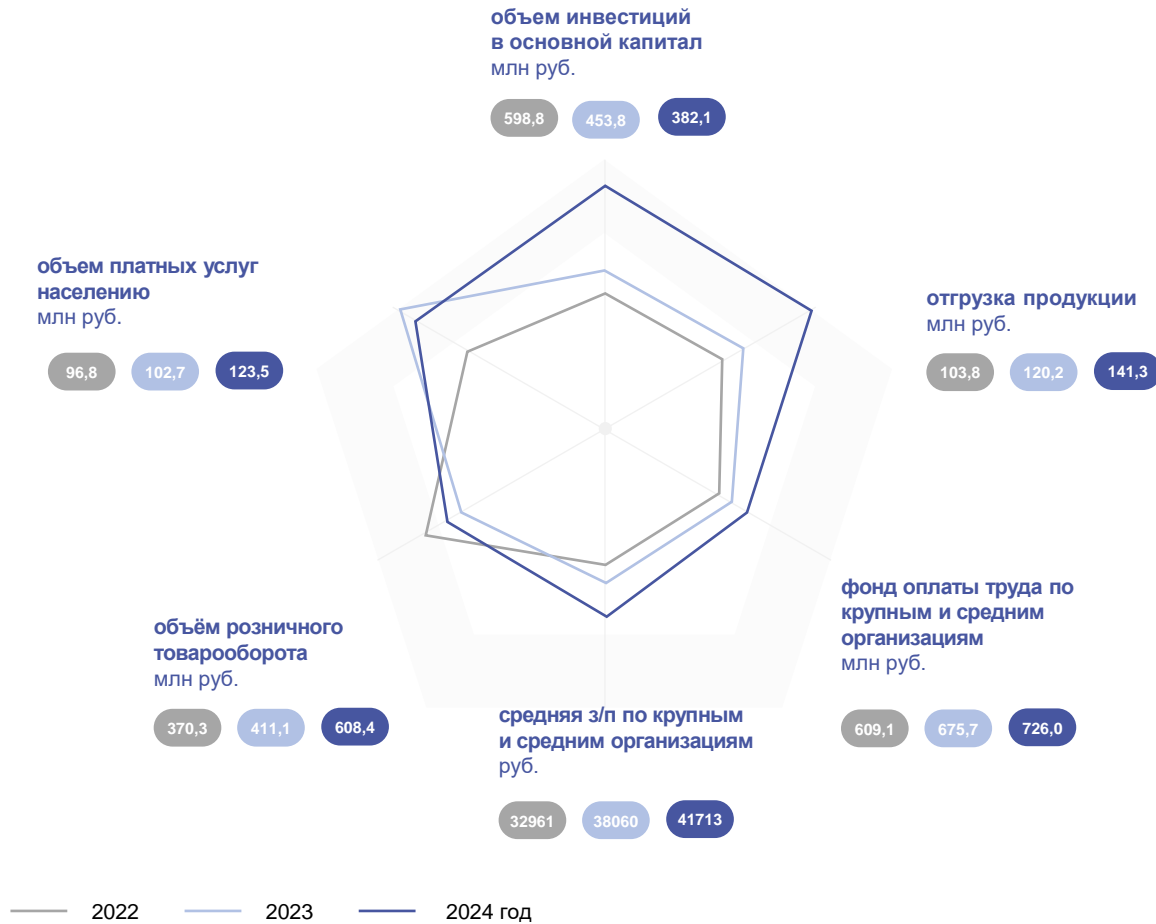 объем инвестиций
в основной капитал
млн руб.
598,8 453,8 382,1
объем платных услуг
населению
млн руб.
96,8 102,7 123,5
отгрузка продукции
млн руб.
103,8 120,2 141,3
фонд оплаты труда по
крупным и средним
организациям
млн руб.
609,1 675,7 726,0
объём розничного
товарооборота
млн руб.
370,3 411,1 608,4
средняя з/п по крупным
и средним организациям
руб.
32961 38060 41713
2022 2023 2024 год